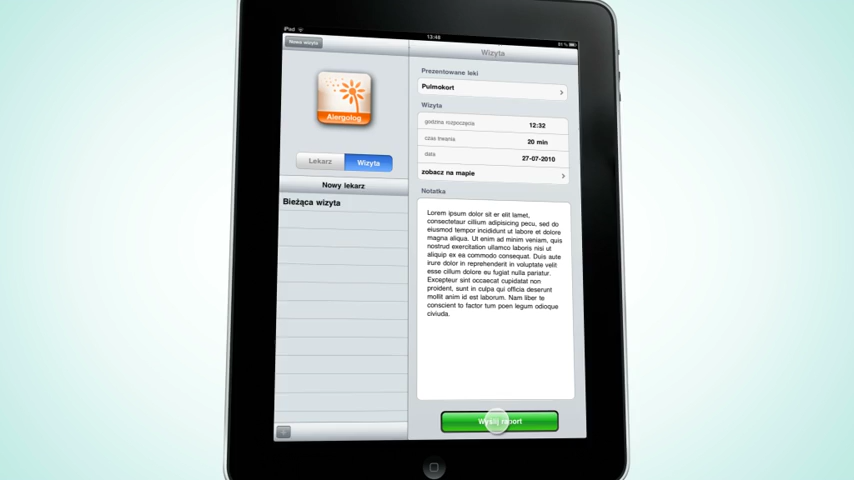 iPad
13:48
91 %
Nowa wizyta
Wizyta
Alergolog
Lekarz
Wizyta
Nowy lekarz
Bieżąca wizyta
Prezentowane leki
Pulmokort
Wizyta
godzina rozpoczęcia
12:32
czas trwania
20 min
data
27-07-2010
zobacz na mapie
Notatka
Lorem ipsum dolor sit er elit lamet,
consectetur cillium adipisicing pecu, sed do
eiusmod tempor incididunt ut labore et dolore
magna aliqua. Ut enim ad minim veniam, quis
nostrud exercitation ullamco laboris nisi ut
aliquip ex ea commodo consequat. Duis aute
irure dolor in reprehenderit in voluptate velit
esse cillum dolore eu fugiat nulla pariatur.
Excepteur sint occaecat cupidatat non
proident, sunt in culpa qui officia deserunt
mollit anim id est laborum. Nam liber te
conscient to factor tum poen legum odioque
civiuda.
Wyślij raport